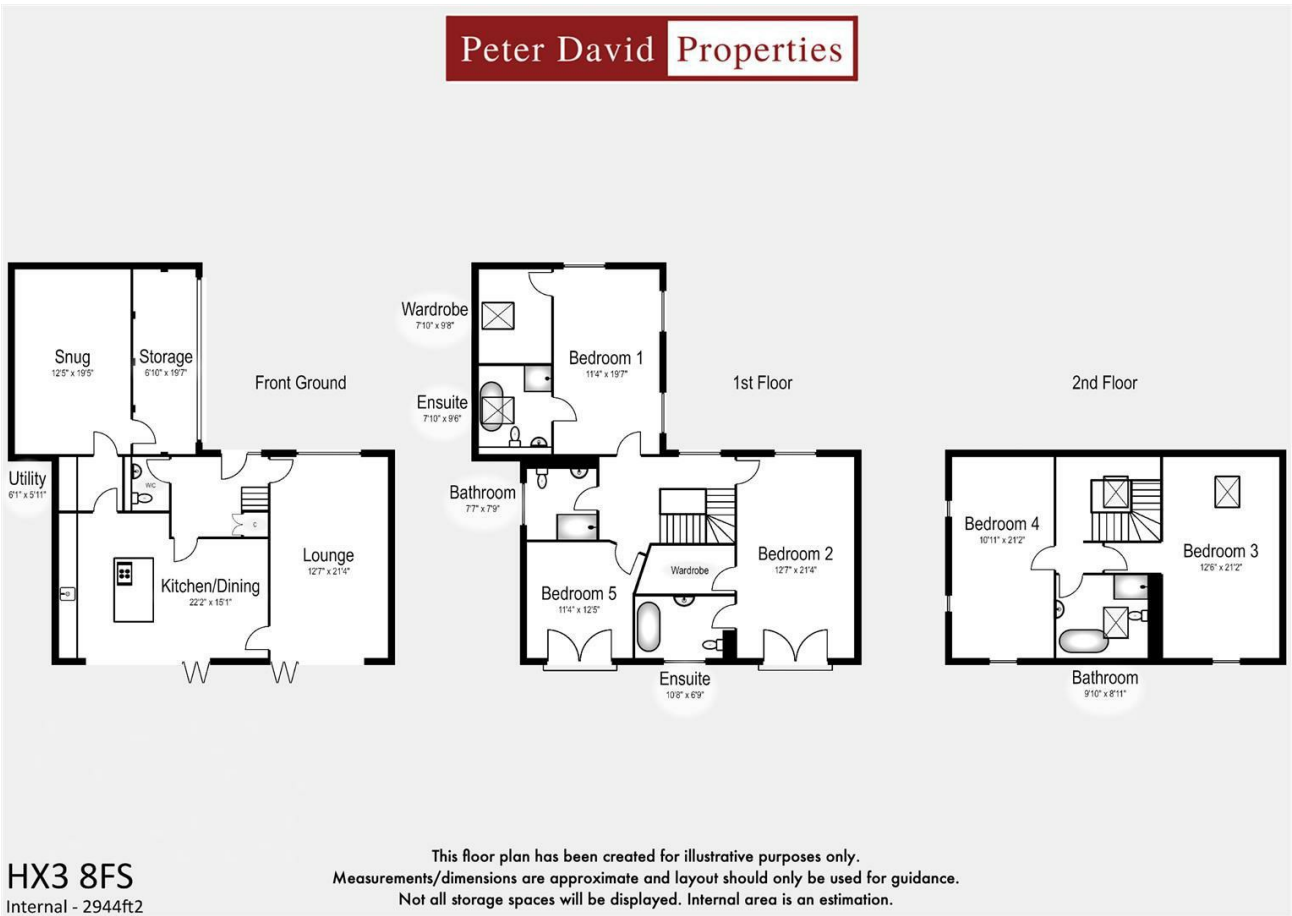 Peter David Properties
Snug
12'5" x 19'5"
Storage
6'10" x 19'7"
Front Ground
Utility
6'1" x 5'11"
WC
C
Kitchen/Dining
22'2" x 15'1"
Lounge
12'7" x 21'4"
Wardrobe
7'10" x 9'8"
Bedroom 1
11'4" x 19'7"
Ensuite
7'10" x 9'6"
1st Floor
Bathroom
7'7" x 7'9"
Bedroom 5
11'4" x 12'5"
Wardrobe
Bedroom 2
12'7" x 21'4"
Ensuite
10'8" x 6'9"
2nd Floor
Bedroom 4
10'11" x 21'2"
Bedroom 3
12'6" x 21'2"
Bathroom
9'10" x 8'11"
HX3 8FS
Internal - 2944ft2
This floor plan has been created for illustrative purposes only.
Measurements/dimensions are approximate and layout should only be used for guidance.
Not all storage spaces will be displayed. Internal area is an estimation.